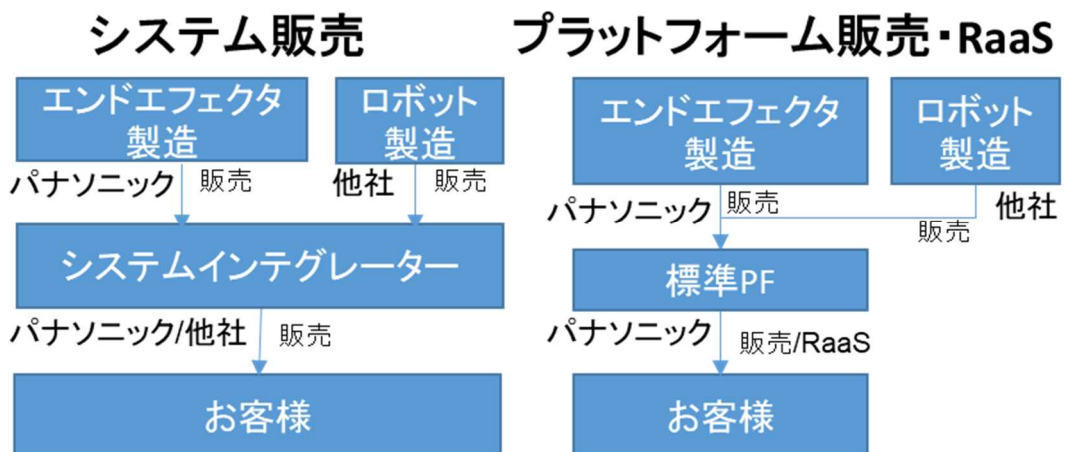 システム販売
エンドエフェクタ
製造
ロボット
製造
パナソニック
販売
他社
販売
システムインテグレーター
パナソニック/他社
販売
お客様
プラットフォーム販売・RaaS
エンドエフェクタ
製造
ロボット
製造
パナソニック
販売
他社
販売
標準PF
パナソニック
販売/RaaS
お客様